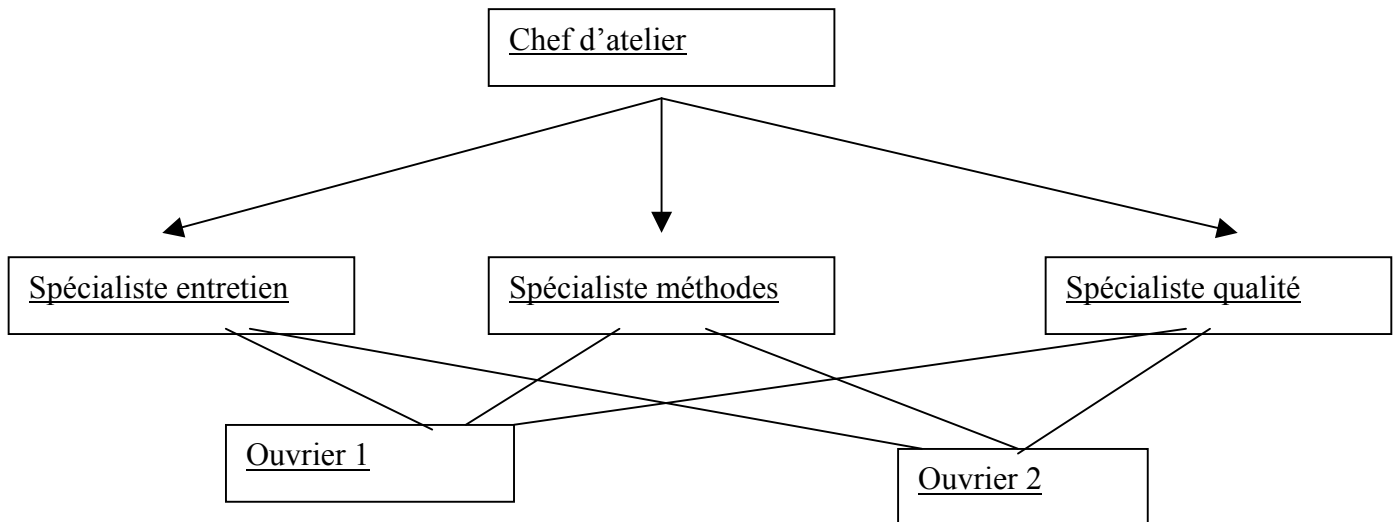 Chef d’atelier
Spécialiste entretien
Spécialiste méthodes
Spécialiste qualité
Ouvrier 1
Ouvrier 2